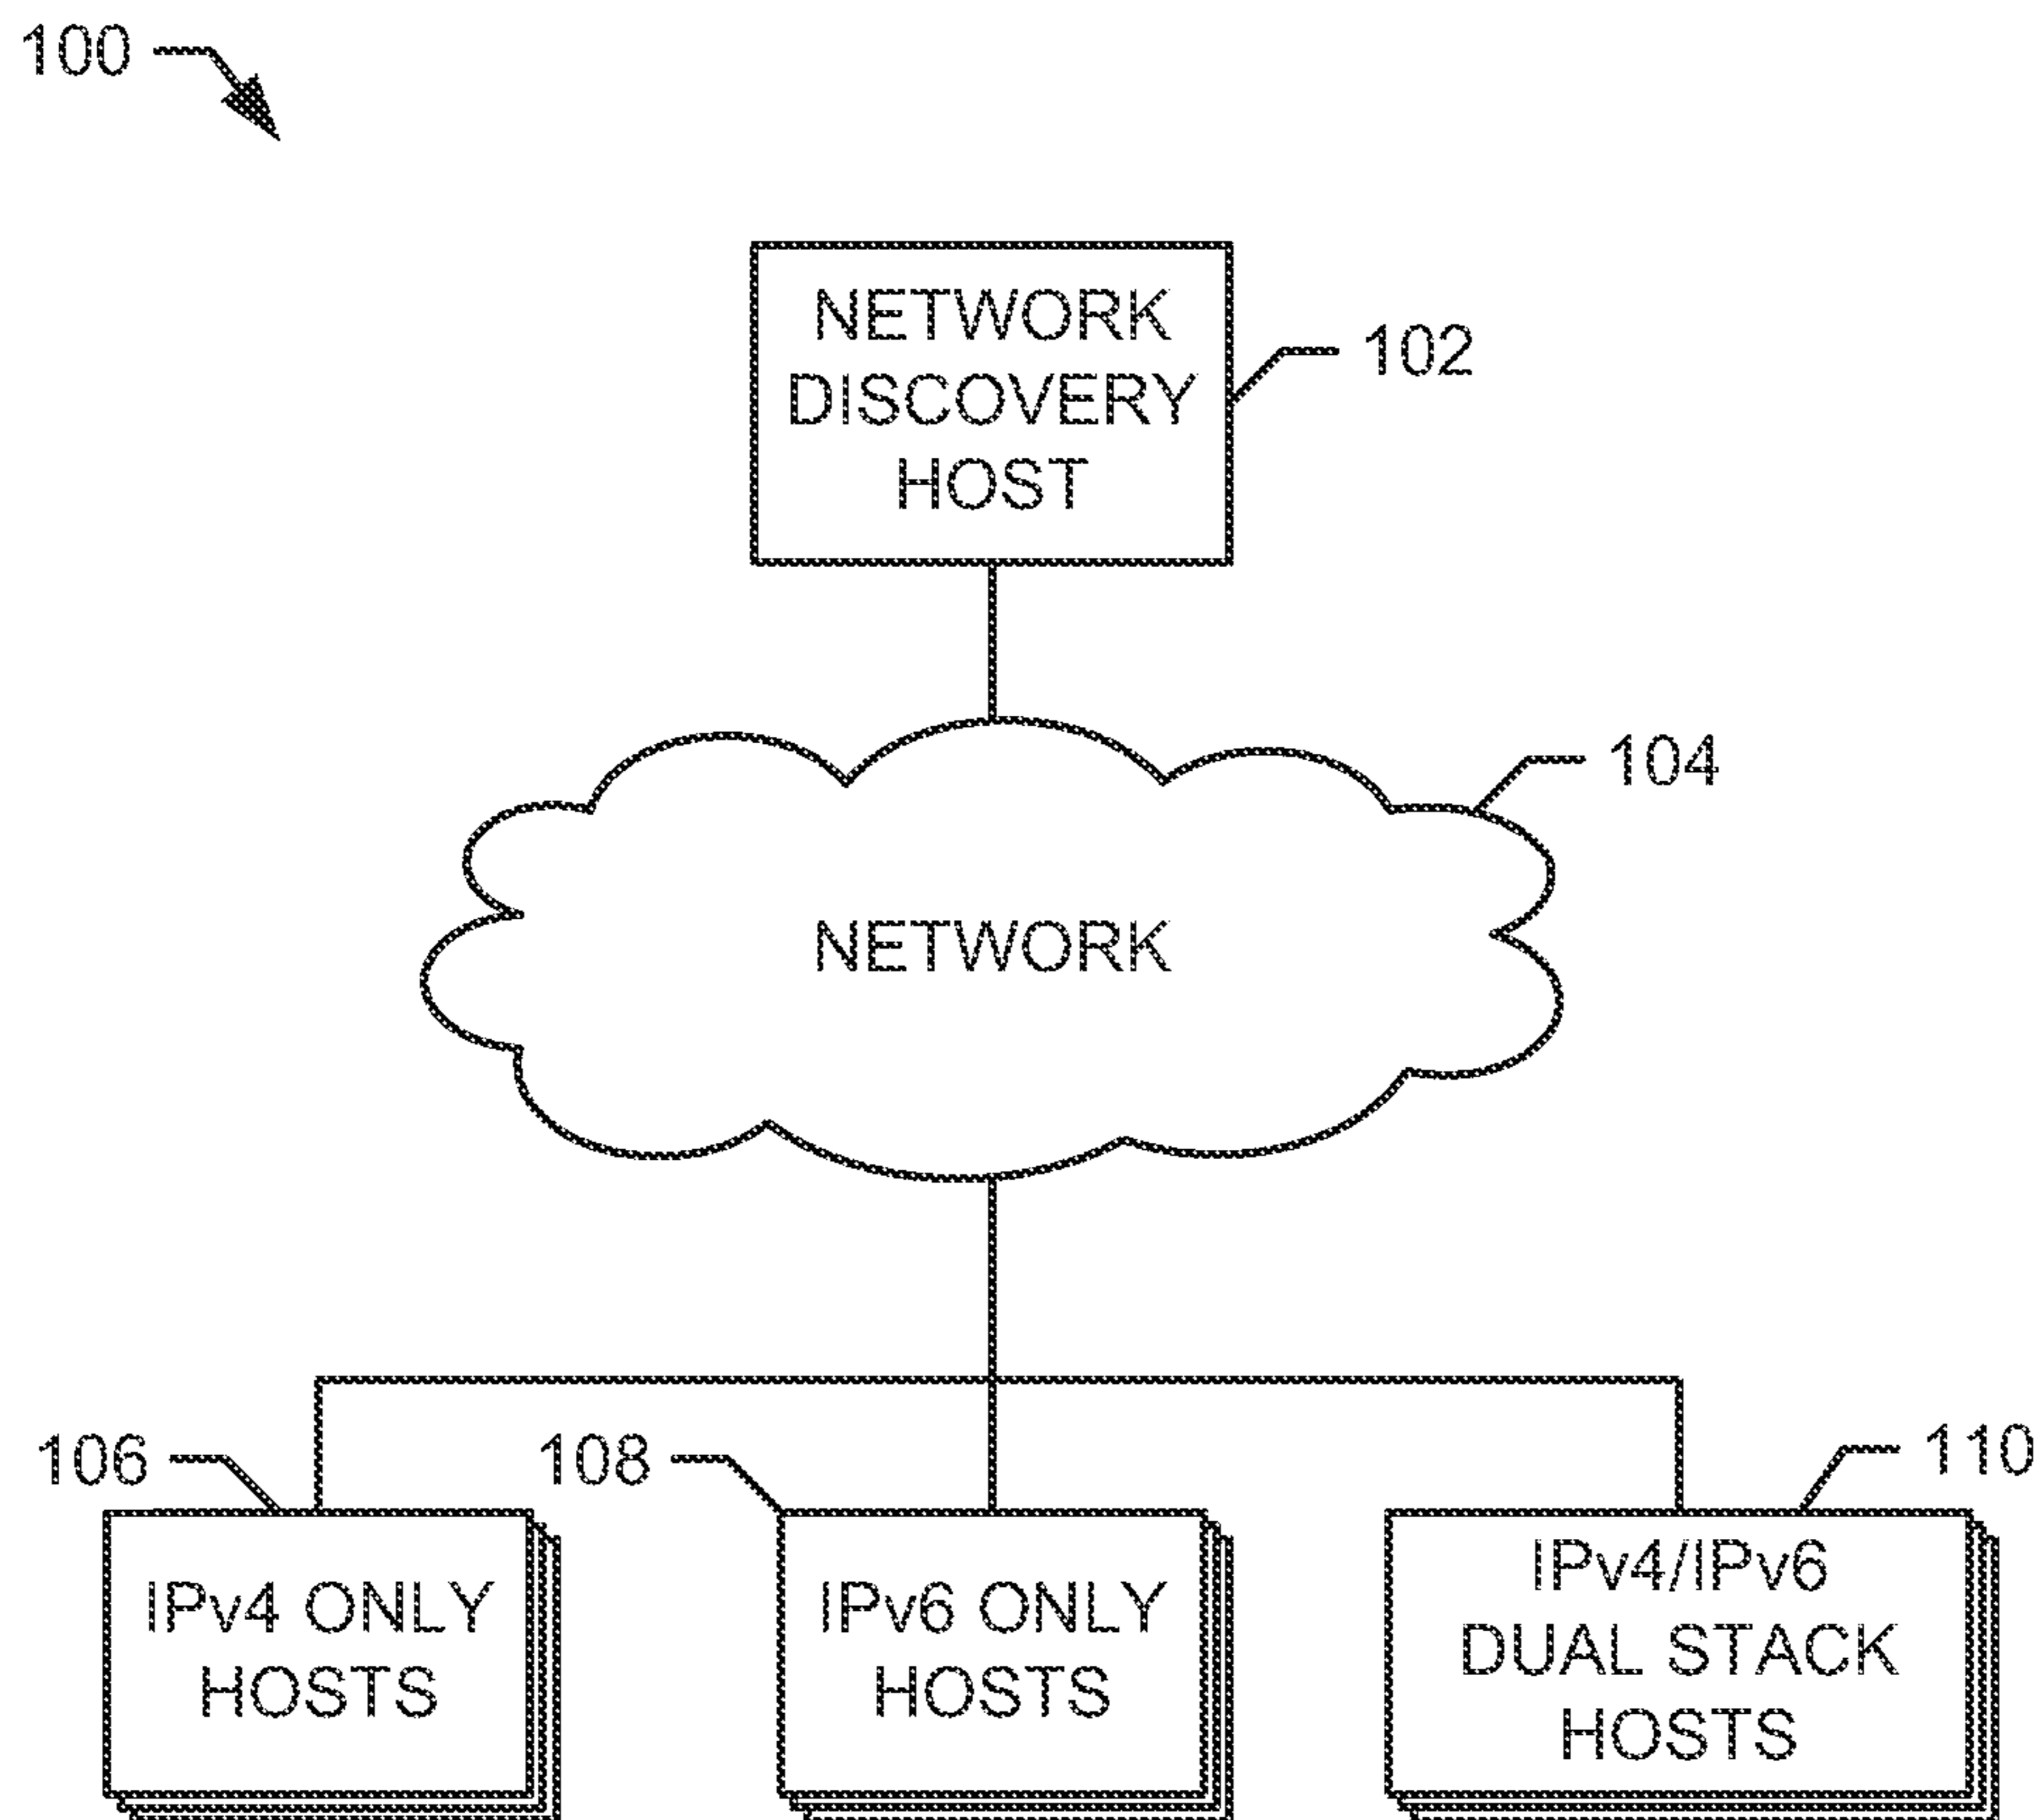 100
NETWORK
DISCOVERY
HOST
102
104
NETWORK
106
108
110
IPv4 ONLY
HOSTS
IPv6 ONLY
HOSTS
IPv4/IPv6
DUAL STACK
HOSTS